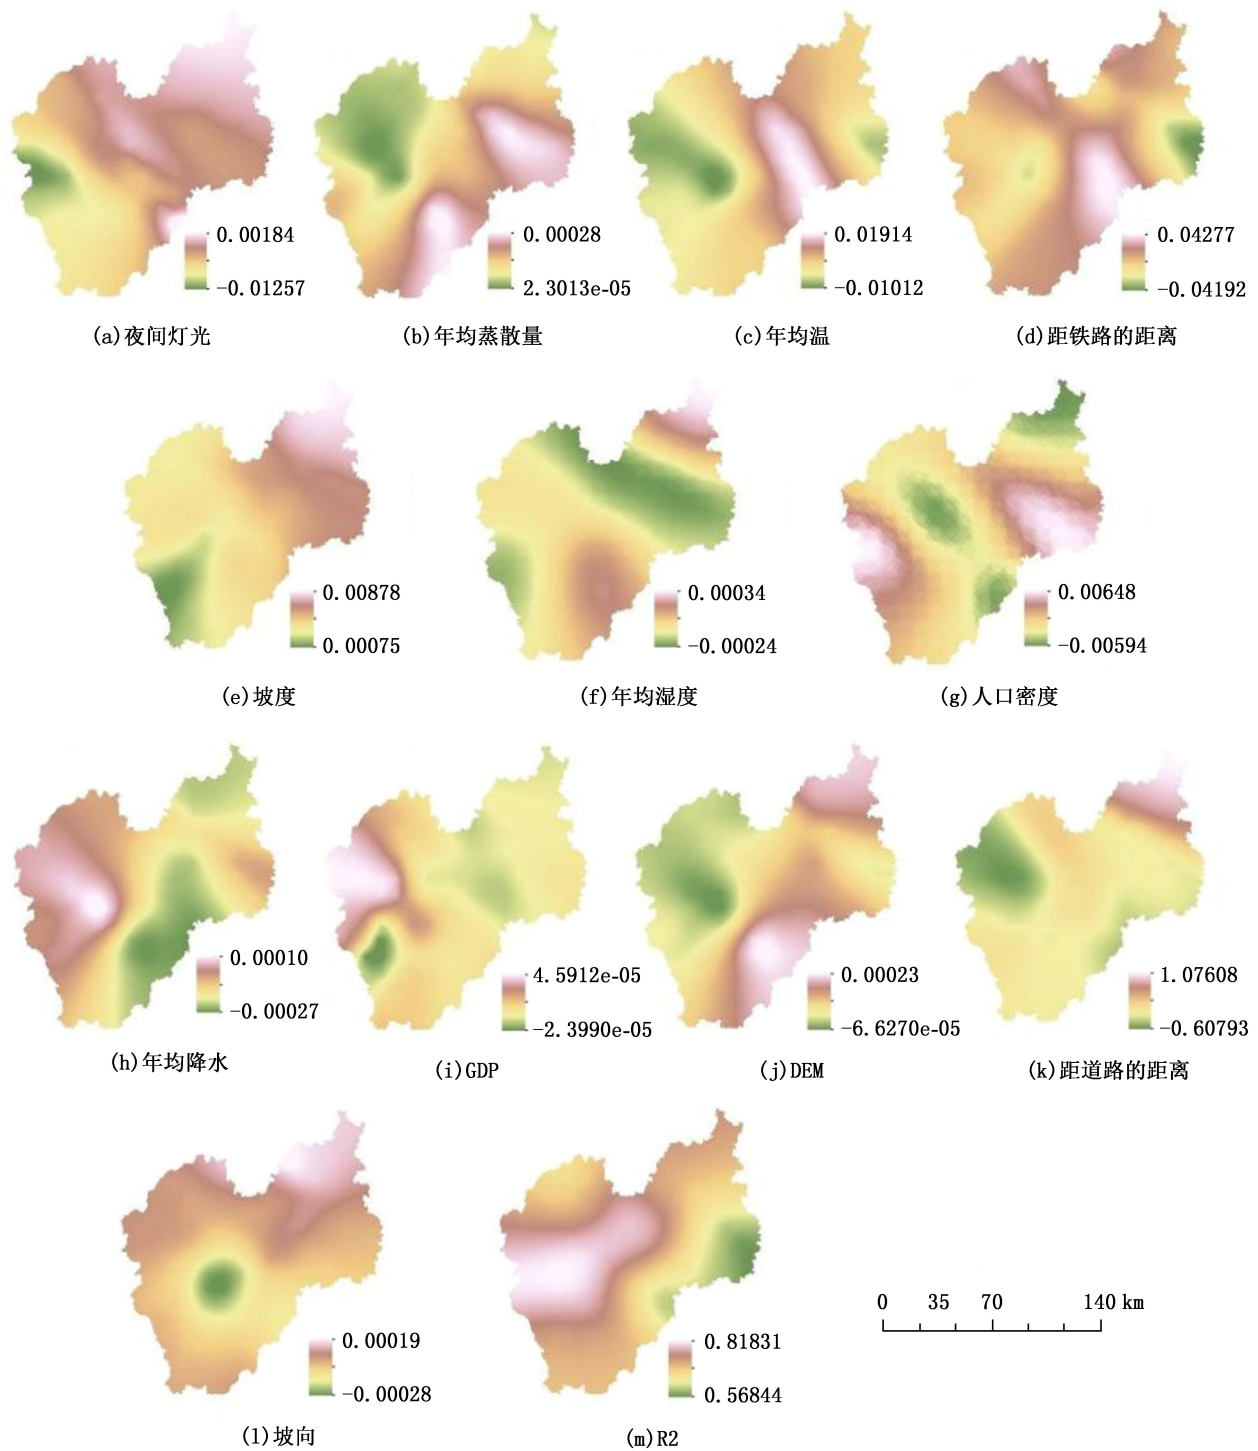 0.00184
-0.01257
0.00028
2.3013e-05
0.01914
-0.01012
0.04277
-0.04192
(a)夜间灯光
(b)年均蒸散量
(c)年均温
(d)距铁路的距离
0.00878
0.00075
0.00034
-0.00024
0.00648
-0.00594
(e)坡度
(f)年均湿度
(g)人口密度
0.00010
-0.00027
4.5912e-05
-2.3990e-05
0.00023
-6.6270e-05
1.07608
-0.60793
(h)年均降水
(i)GDP
(j)DEM
(k)距道路的距离
0.00019
-0.00028
0.81831
0.56844
0 35 70 140 km
(l)坡向
(m)R2